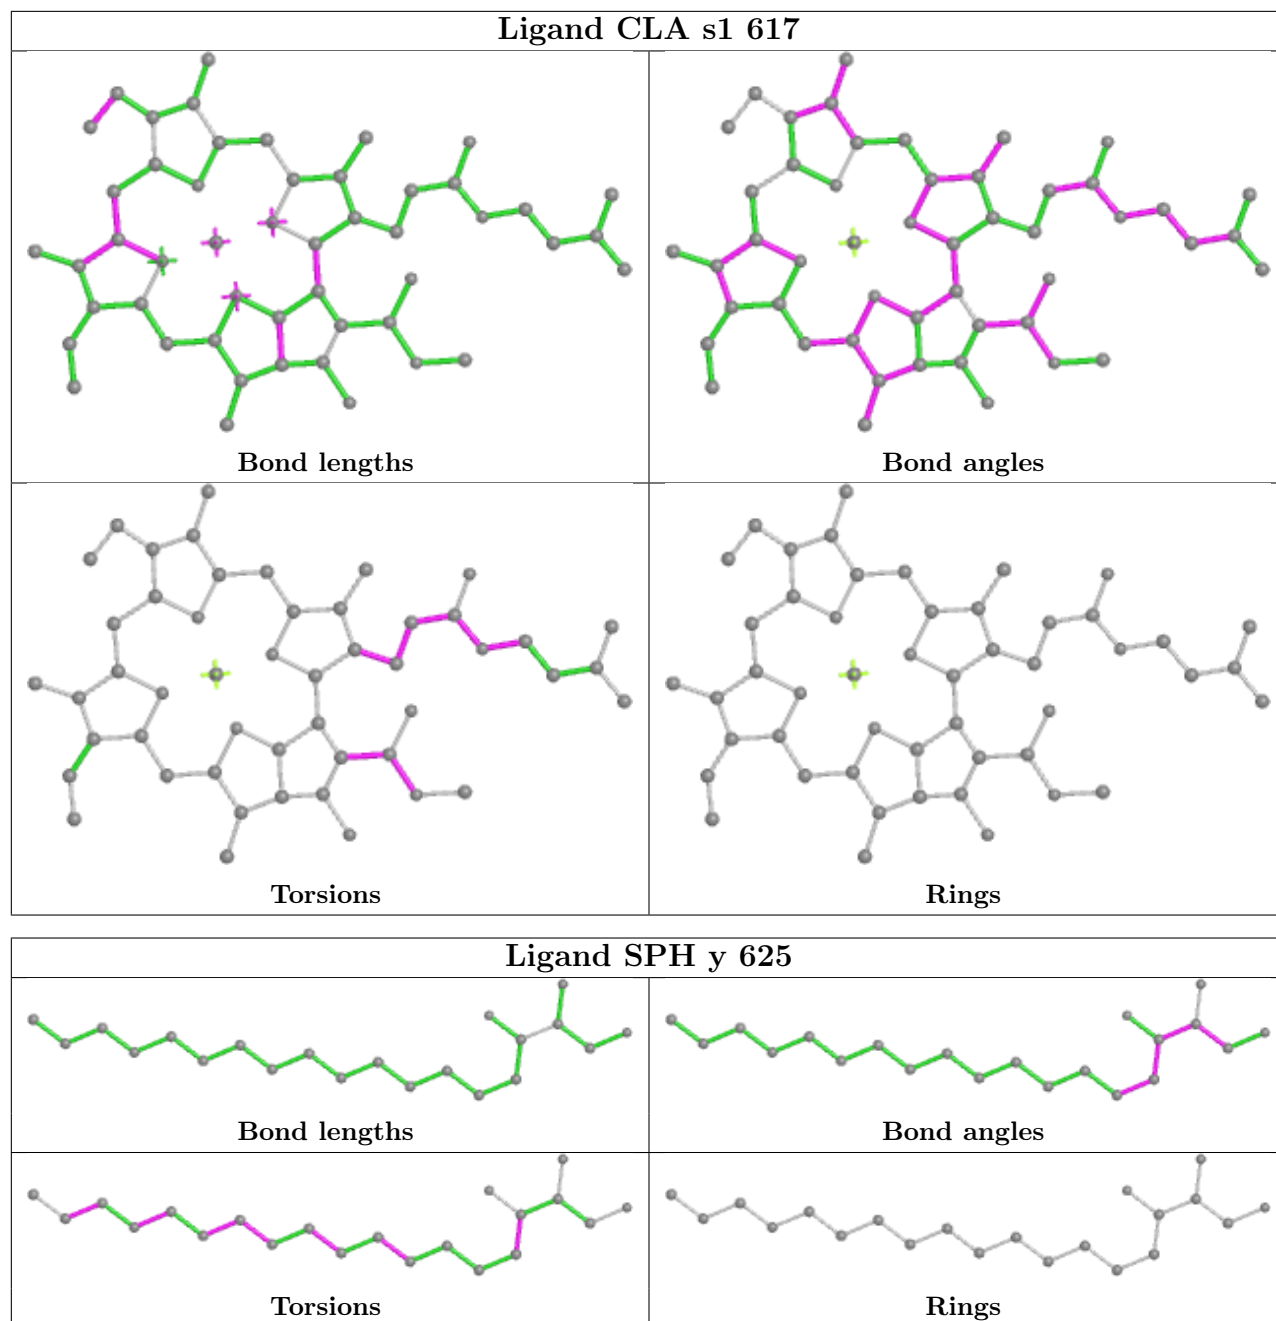 Ligand CLA s1 617
Bond lengths
Bond angles
Torsions
Rings
Ligand SPH y 625
Bond lengths
Bond angles
Torsions
Rings